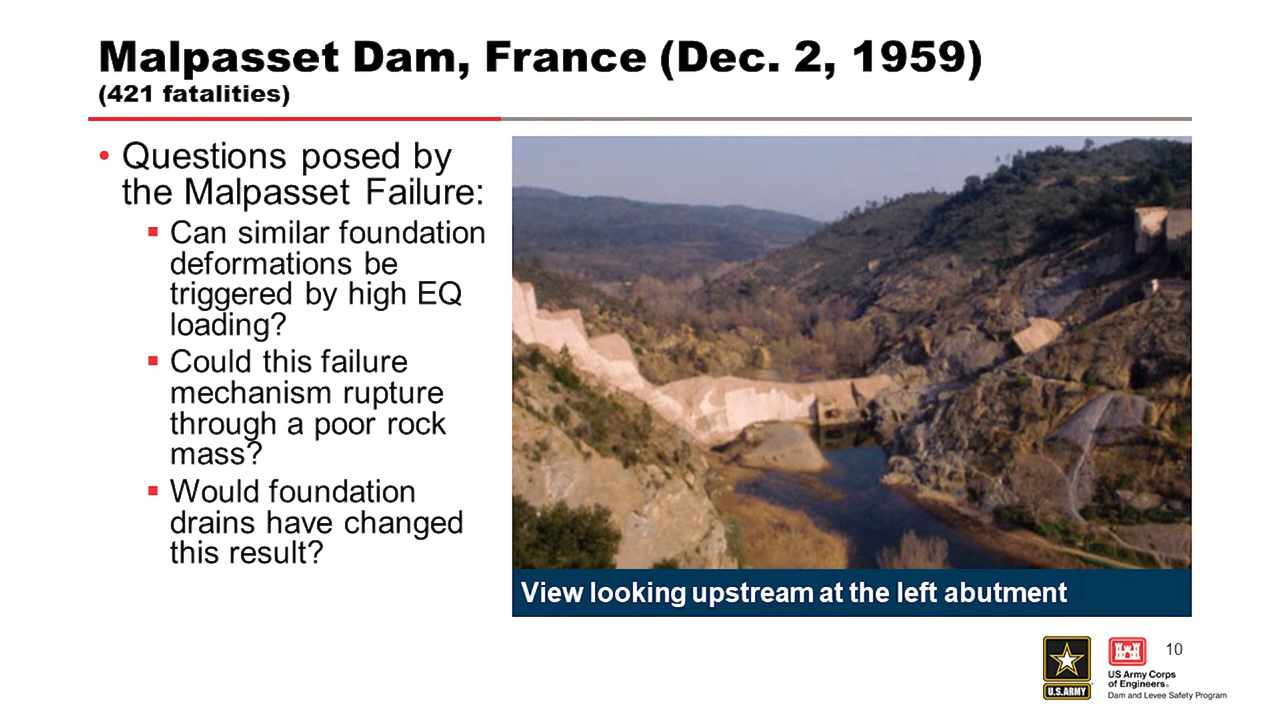 Malpasset Dam, France (Dec. 2, 1959)
(421 fatalities)
• Questions posed by
the Malpasset Failure:
▪ Can similar foundation
deformations be
triggered by high EQ
loading?
▪ Could this failure
mechanism rupture
through a poor rock
mass?
▪ Would foundation
drains have changed
this result?
View looking upstream at the left abutment
U.S.ARMY
US Army Corps
of Engineers®
Dam and Levee Safety Program
10